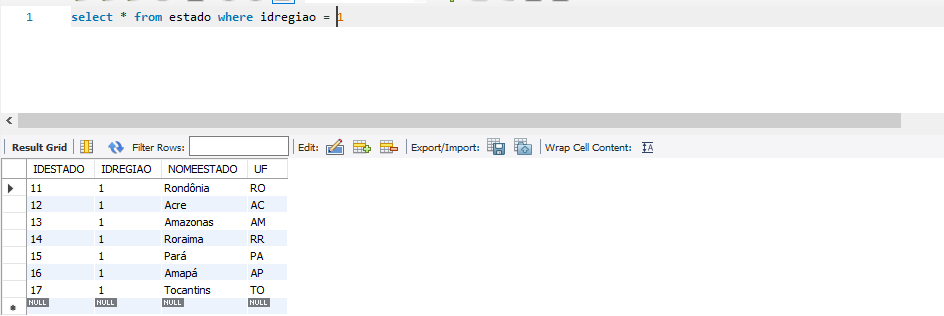 1 select * from estado where idregiao = 1
Result Grid Filter Rows: Edit: Export/Import: Wrap Cell Content: IA
IDESTADO IDREGIAO NOMEESTADO UF
11 1 Rondônia RO
12 1 Acre AC
13 1 Amazonas AM
14 1 Roraima RR
15 1 Pará PA
16 1 Amapá AP
17 1 Tocantins TO
NULL NULL NULL NULL